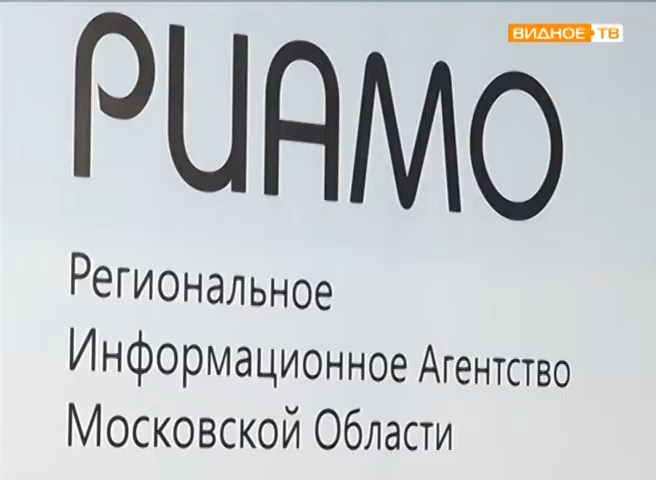 ВИДНОЕ ТВ
РИАМО
Региональное
Информационное Агентство
Московской Области